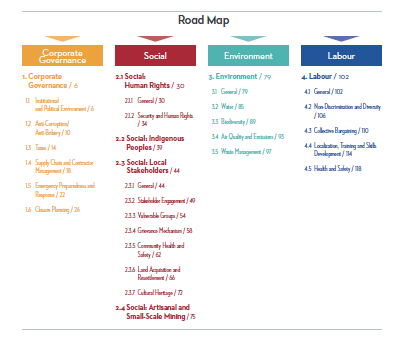 Road Map
Corporate
Governance
1. Corporate
Governance / 6
1.1 Institutional
and Political Environment / 6
1.2 Anti-Corruption/
Anti-Bribery / 10
1.3 Taxes / 14
1.4 Supply Chain and Contractor
Management / 18
1.5 Emergency Preparedness and
Response / 22
1.6 Closure Planning / 26
Social
2.1 Social:
Human Rights / 30
2.1.1 General / 30
2.1.2 Security and Human Rights
/ 34
2.2 Social: Indigenous
Peoples / 39
2.3 Social: Local
Stakeholders / 44
2.3.1 General / 44
2.3.2 Stakeholder Engagement / 49
2.3.3 Vulnerable Groups / 54
2.3.4 Grievance Mechanism / 58
2.3.5 Community Health and
Safety / 62
2.3.6 Land Acquisition and
Resettlement / 66
2.3.7 Cultural Heritage / 72
2.4 Social: Artisanal and
Small-Scale Mining / 75
Environment
3. Environment / 79
3.1 General / 79
3.2 Water / 85
3.3 Biodiversity / 89
3.4 Air Quality and Emissions / 93
3.5 Waste Management / 97
Labour
4. Labour / 102
4.1 General / 102
4.2 Non-Discrimination and Diversity
/ 106
4.3 Collective Bargaining / 110
4.4 Localization, Training and Skills
Development / 114
4.5 Health and Safety / 118